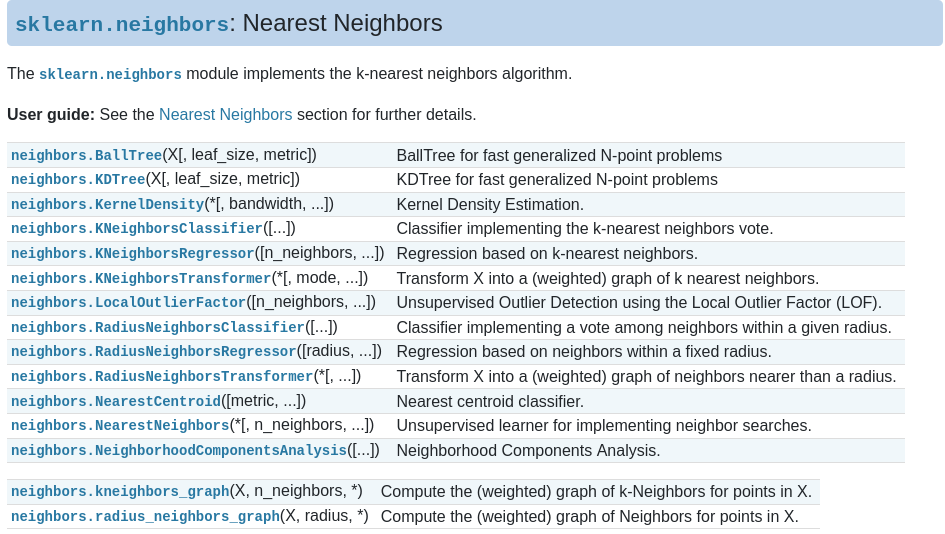 sklearn.neighbors: Nearest Neighbors
The sklearn.neighbors module implements the k-nearest neighbors algorithm.
User guide: See the Nearest Neighbors section for further details.
neighbors.BallTree(X[, leaf_size, metric]) BallTree for fast generalized N-point problems
neighbors.KDTree(X[, leaf_size, metric]) KDTree for fast generalized N-point problems
neighbors.KernelDensity(*[, bandwidth, ...]) Kernel Density Estimation.
neighbors.KNeighborsClassifier([...]) Classifier implementing the k-nearest neighbors vote.
neighbors.KNeighborsRegressor([n_neighbors, ...]) Regression based on k-nearest neighbors.
neighbors.KNeighborsTransformer(*[, mode, ...]) Transform X into a (weighted) graph of k nearest neighbors.
neighbors.LocalOutlierFactor([n_neighbors, ...]) Unsupervised Outlier Detection using the Local Outlier Factor (LOF).
neighbors.RadiusNeighborsClassifier([...]) Classifier implementing a vote among neighbors within a given radius.
neighbors.RadiusNeighborsRegressor([radius, ...]) Regression based on neighbors within a fixed radius.
neighbors.RadiusNeighborsTransformer(*[, ...]) Transform X into a (weighted) graph of neighbors nearer than a radius.
neighbors.NearestCentroid([metric, ...]) Nearest centroid classifier.
neighbors.NearestNeighbors(*[, n_neighbors, ...]) Unsupervised learner for implementing neighbor searches.
neighbors.NeighborhoodComponentsAnalysis([...]) Neighborhood Components Analysis.
neighbors.kneighbors_graph(X, n_neighbors, *) Compute the (weighted) graph of k-Neighbors for points in X.
neighbors.radius_neighbors_graph(X, radius, *) Compute the (weighted) graph of Neighbors for points in X.